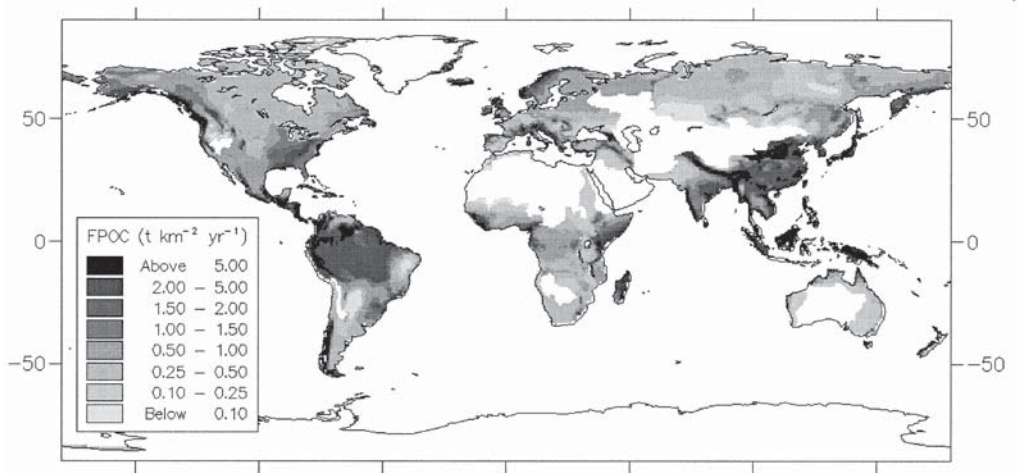 50
0
−50
50
0
−50
FPOC (t km⁻² yr⁻¹)
Above 5.00
2.00 – 5.00
1.50 – 2.00
1.00 – 1.50
0.50 – 1.00
0.25 – 0.50
0.10 – 0.25
Below 0.10